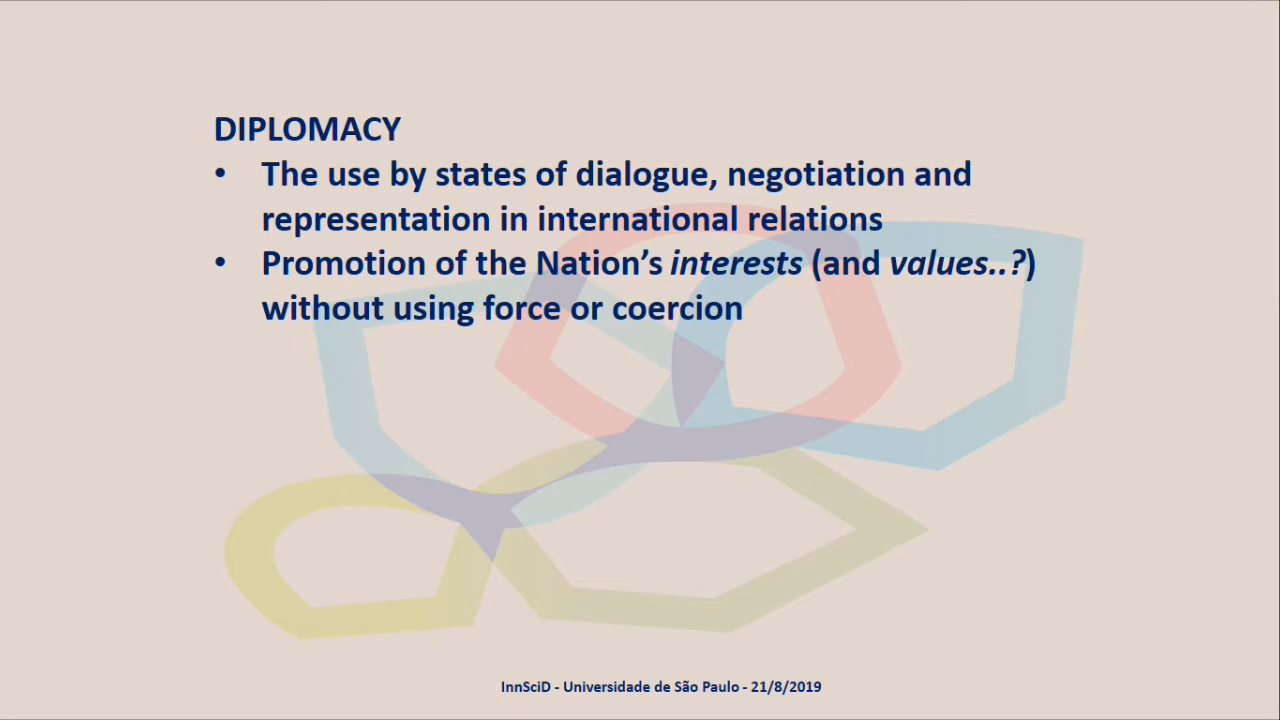 DIPLOMACY
• The use by states of dialogue, negotiation and
representation in international relations
• Promotion of the Nation’s interests (and values..?)
without using force or coercion
InnSciD - Universidade de São Paulo - 21/8/2019